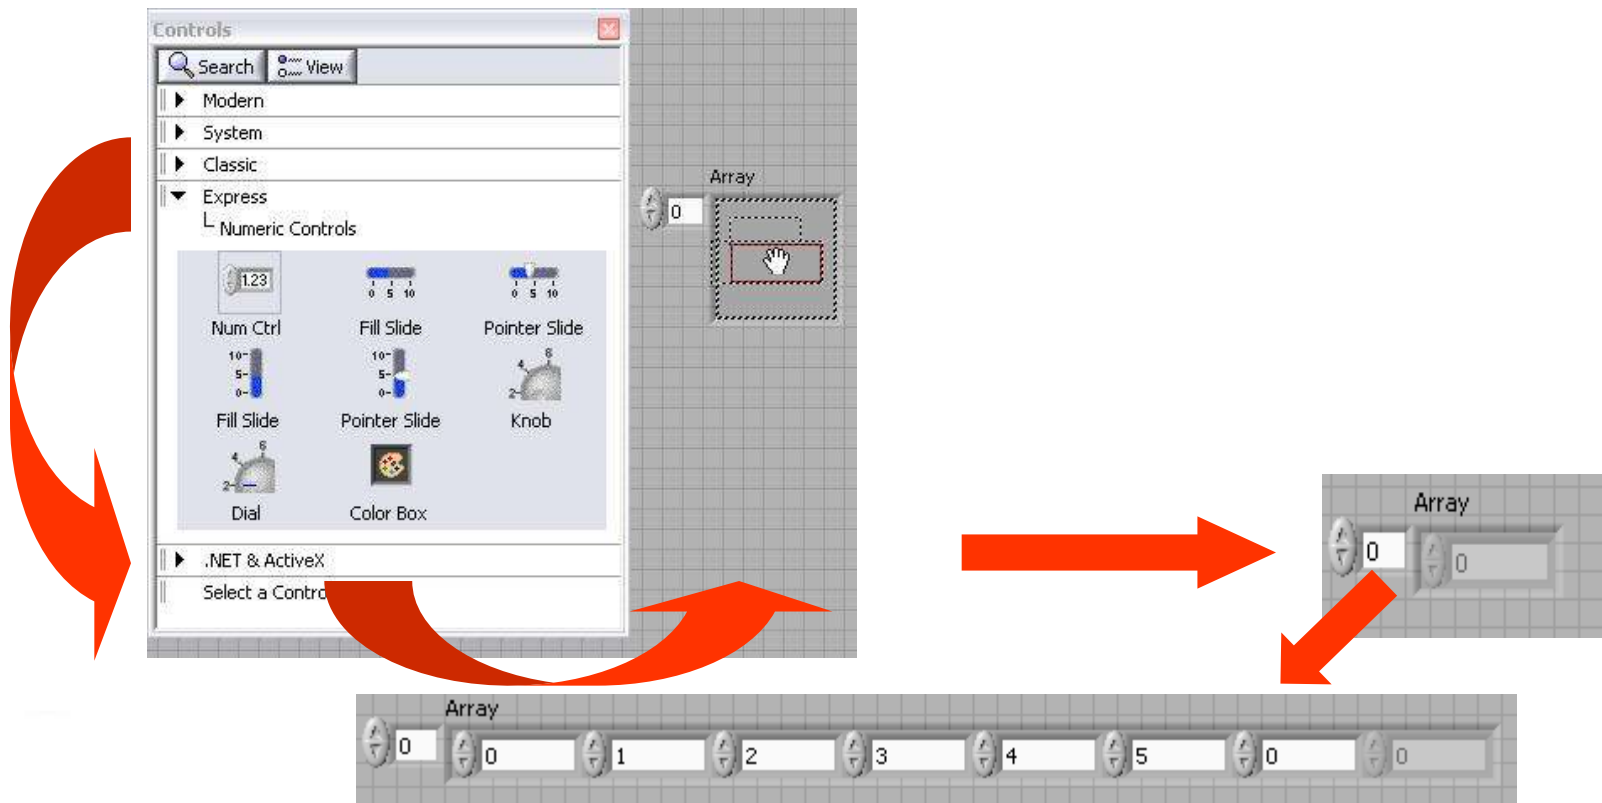 Controls
Search View
Modern
System
Classic
Express
Numeric Controls
1.23
0 5 10
0 5 10
Num Ctrl Fill Slide Pointer Slide
10-
5-
0-
10-
5-
0-
2 4 6
Fill Slide Pointer Slide Knob
2 4 6
Dial Color Box
.NET & ActiveX
Select a Contro
Array
0
Array
0 0
Array
0 0 1 2 3 4 5 0 0